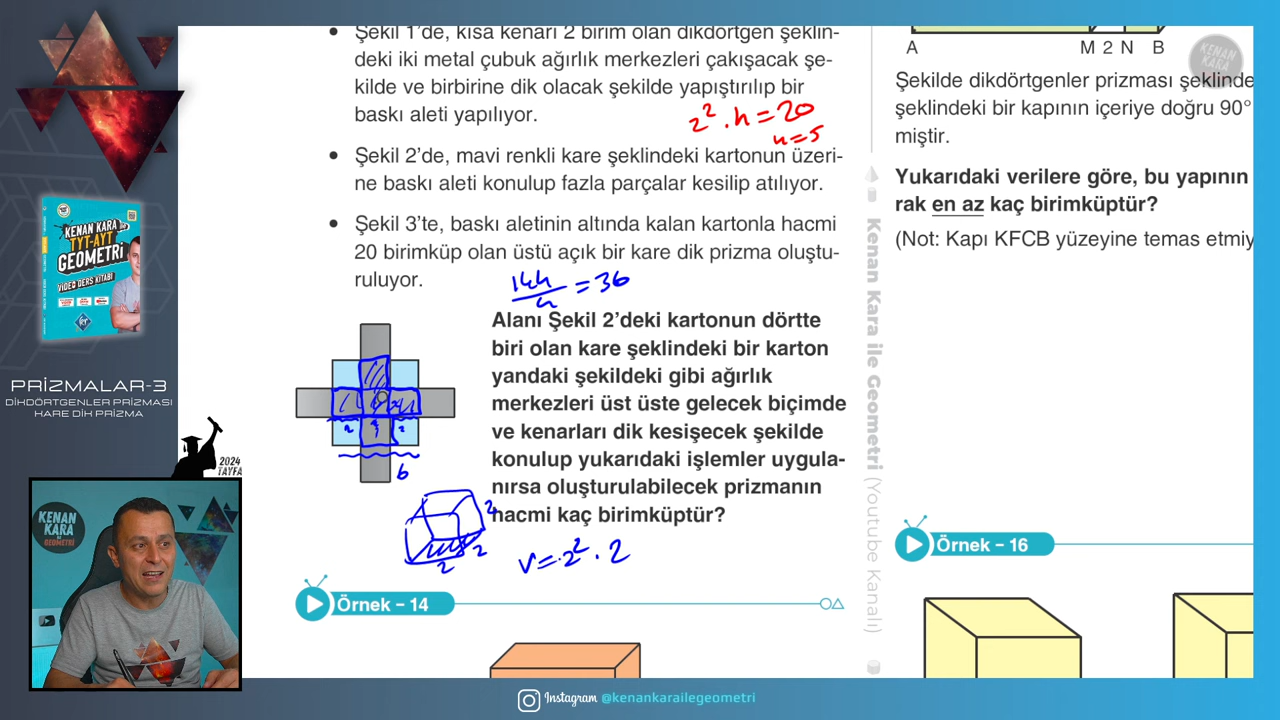 PRİZMALAR-3
DİKDÖRTGENLER PRİZMASI
KARE DİK PRİZMA
KENAN KARA
TYT-AYT
GEOMETRİ
VİDEO DERS KİTABI
2024
TAYFA
KENAN
KARA
ile
GEOMETRİ
• Şekil 1’de, kısa kenarı 2 birim olan dikdörtgen şeklin-
deki iki metal çubuk ağırlık merkezleri çakışacak şe-
kilde ve birbirine dik olacak şekilde yapıştırılıp bir
baskı aleti yapılıyor.
2² . h = 20
h = 5
• Şekil 2’de, mavi renkli kare şeklindeki kartonun üzeri-
ne baskı aleti konulup fazla parçalar kesilip atılıyor.
• Şekil 3’te, baskı aletinin altında kalan kartonla hacmi
20 birimküp olan üstü açık bir kare dik prizma oluştu-
ruluyor.
144/4 = 36
Alanı Şekil 2’deki kartonun dörtte
biri olan kare şeklindeki bir karton
yandaki şekildeki gibi ağırlık
merkezleri üst üste gelecek biçimde
ve kenarları dik kesişecek şekilde
konulup yukarıdaki işlemler uygula-
nırsa oluşturulabilecek prizmanın
hacmi kaç birimküptür?
6
2
2
2
V = 2² . 2
Örnek – 14
Kenan Kara ile Geometri (Youtube Kanalı)
A M 2 N B
KENAN
KARA
Şekilde dikdörtgenler prizması şeklinde
şeklindeki bir kapının içeriye doğru 90°
miştir.
Yukarıdaki verilere göre, bu yapının
rak en az kaç birimküptür?
(Not: Kapı KFCB yüzeyine temas etmiy
Örnek – 16
Instagram @kenankarailegeometri